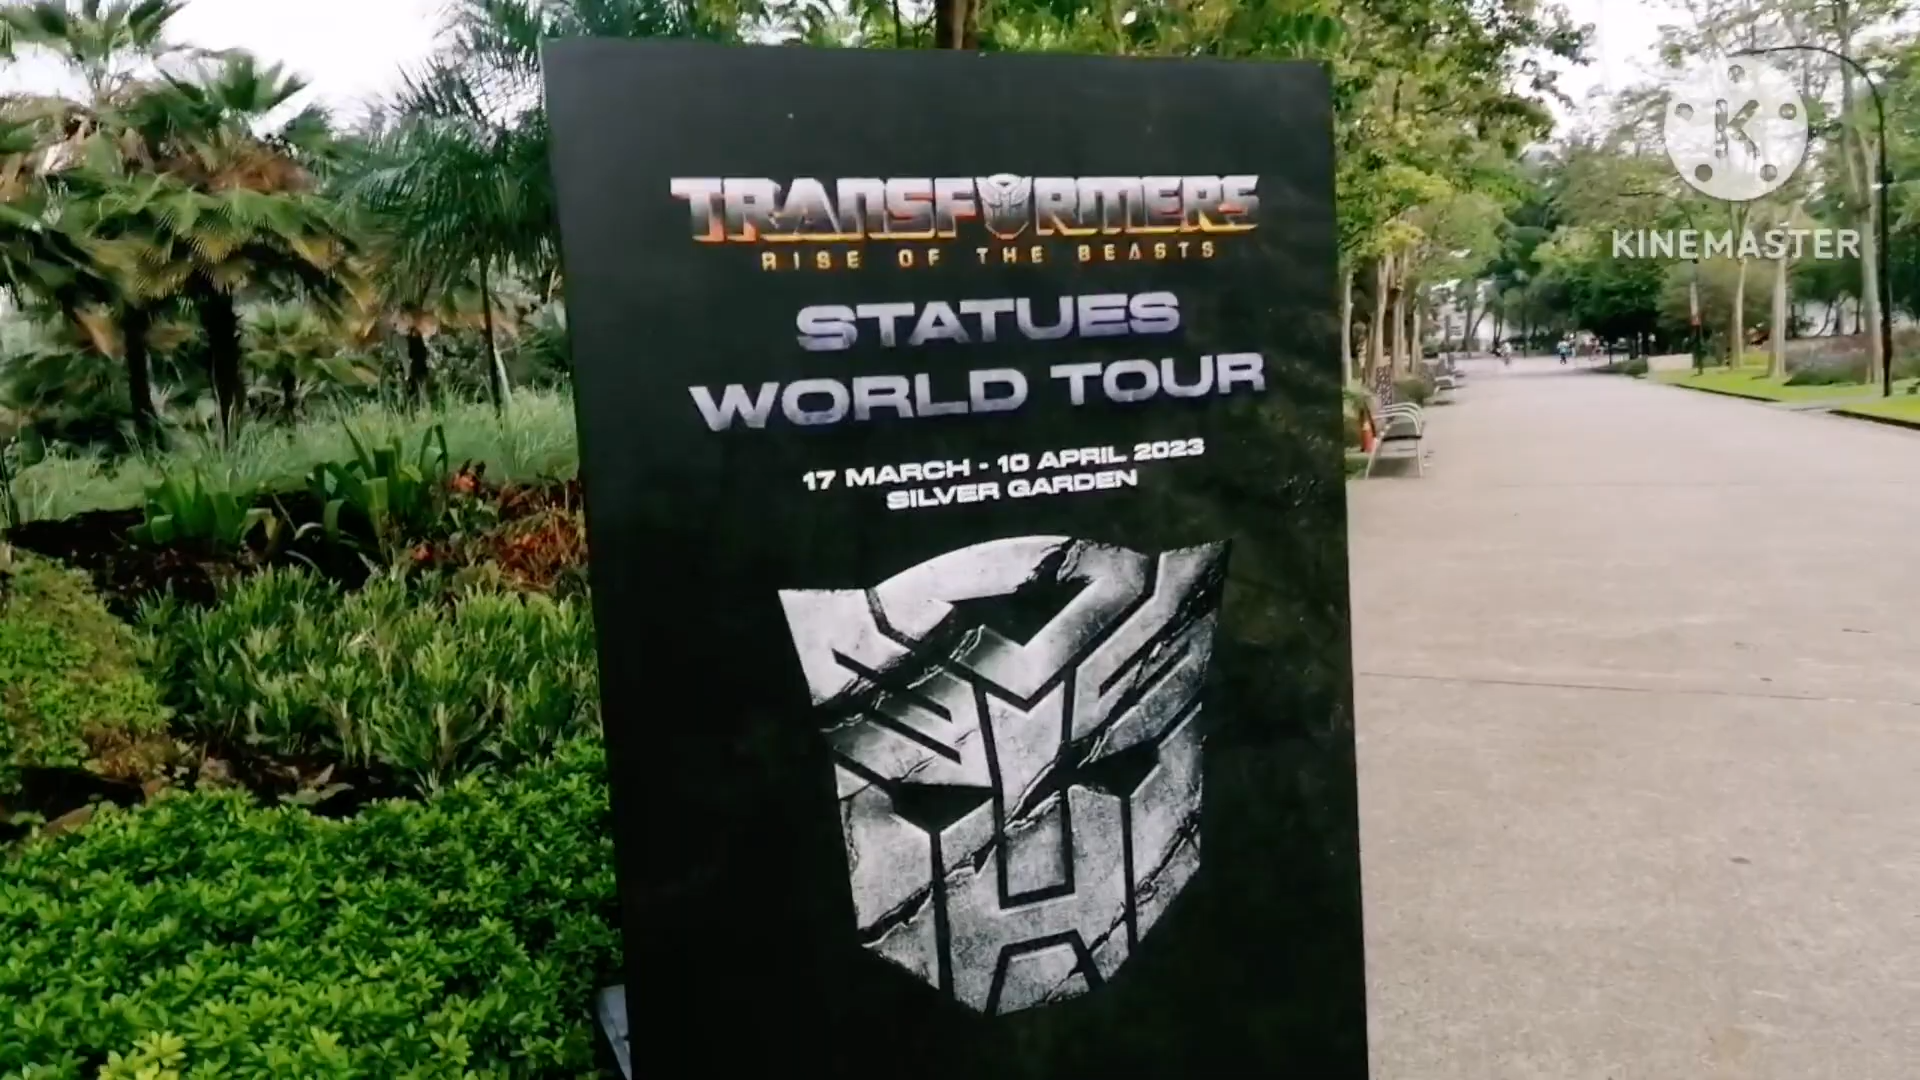 TRANSFORMERS
RISE OF THE BEASTS
STATUES
WORLD TOUR
17 MARCH - 10 APRIL 2023
SILVER GARDEN
K
KINEMASTER